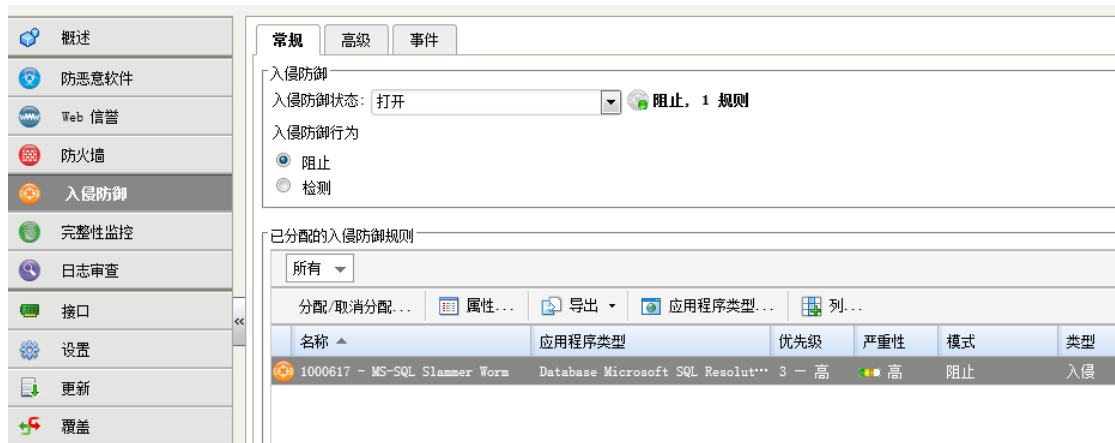 概述
防恶意软件
Web 信誉
防火墙
入侵防御
完整性监控
日志审查
接口
设置
更新
覆盖
常规 高级 事件
入侵防御
入侵防御状态: 打开 阻止, 1 规则
入侵防御行为
阻止
检测
已分配的入侵防御规则
所有
分配/取消分配... 属性... 导出 应用程序类型... 列...
名称 应用程序类型 优先级 严重性 模式 类型
1000617 - MS-SQL Slammer Worm Database Microsoft SQL Resolut... 3 - 高 高 阻止 入侵